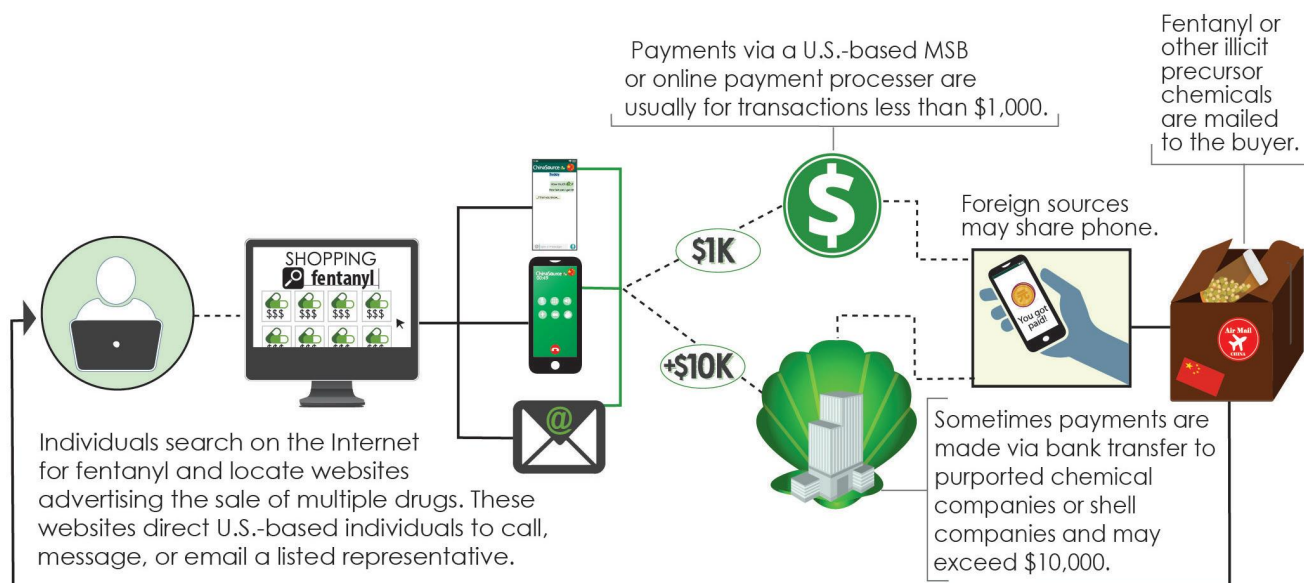 Payments via a U.S.-based MSB
or online payment processer are
usually for transactions less than $1,000.
Fentanyl or
other illicit
precursor
chemicals
are mailed
to the buyer.
ChinaSource
Today
SHOPPING
fentanyl
$$$ $$$ $$$ $$$
ChinaSource
$
$1K
+$10K
Foreign sources
may share phone.
You got
paid!
Air Mail
CHINA
@
Individuals search on the Internet
for fentanyl and locate websites
advertising the sale of multiple drugs. These
websites direct U.S.-based individuals to call,
message, or email a listed representative.
Sometimes payments are
made via bank transfer to
purported chemical
companies or shell
companies and may
exceed $10,000.